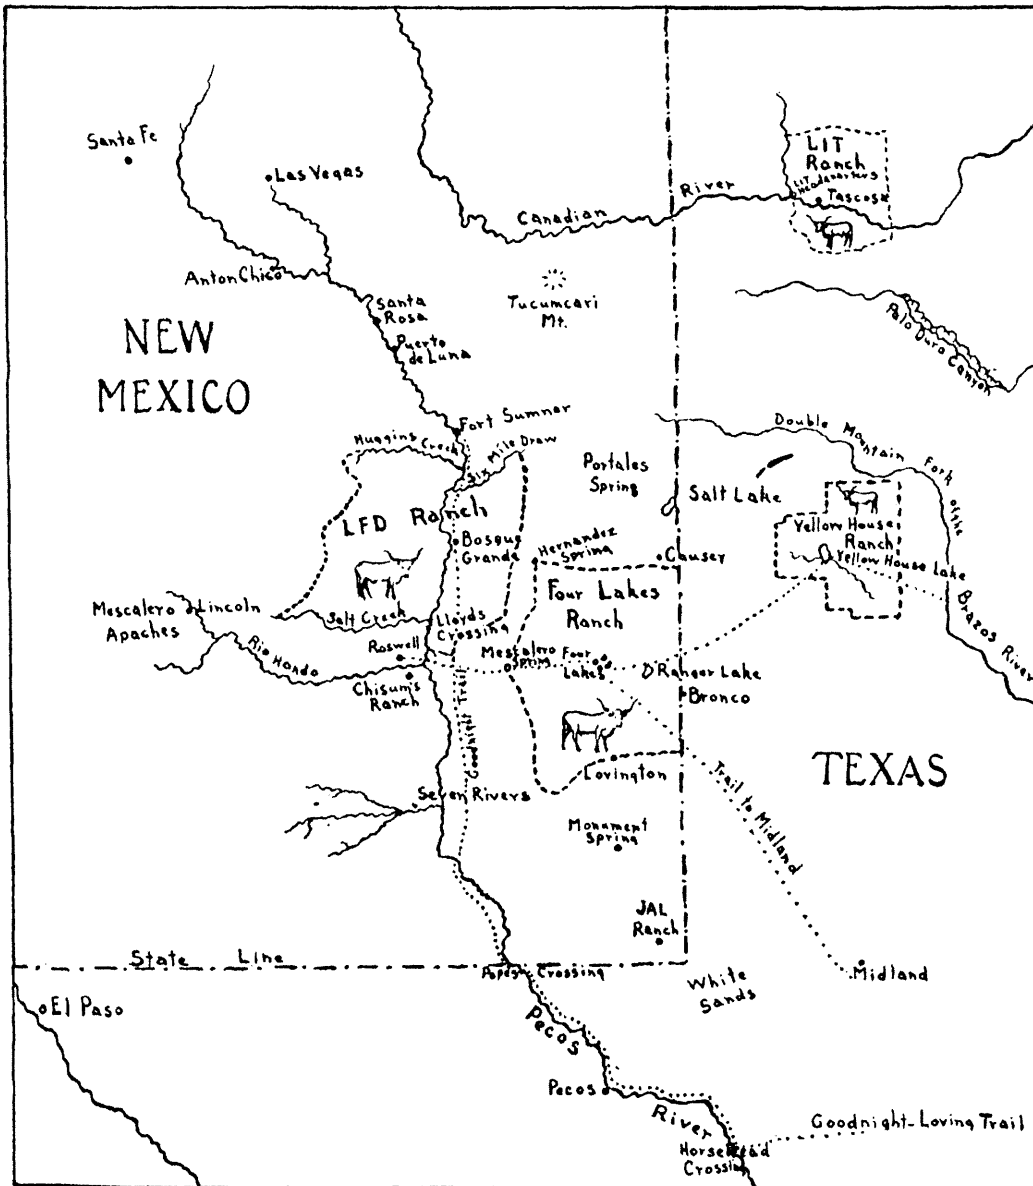 Santa Fe
Las Vegas
LIT
Ranch
LIT
Headquarters
Tascosa
Canadian
River
Anton Chico
Tucumcari
Mt.
Santa
Rosa
Puerto
de Luna
Palo Duro Canyon
NEW
MEXICO
Fort Sumner
Huggins Creek
Six Mile Draw
Double Mountain Fork of the
Brazos River
Portales
Spring
Salt Lake
LFD Ranch
Bosque
Grande
Hernandez
Spring
Causey
Yellow House
Ranch
Yellow House Lake
Four Lakes
Ranch
Mescalero
Apaches
Lincoln
Salt Creek
Lloyds
Crossing
Rio Hondo
Roswell
Mescalero
Spring
Four
Lakes
Ranger Lake
Chisum's
Ranch
Bronco
Goodnight Trail
Lovington
TEXAS
Trail to Midland
Seven Rivers
Monument
Spring
JAL
Ranch
State Line
Popes Crossing
White
Sands
Midland
El Paso
Pecos
Pecos
River
Goodnight-Loving Trail
Horsehead
Crossing